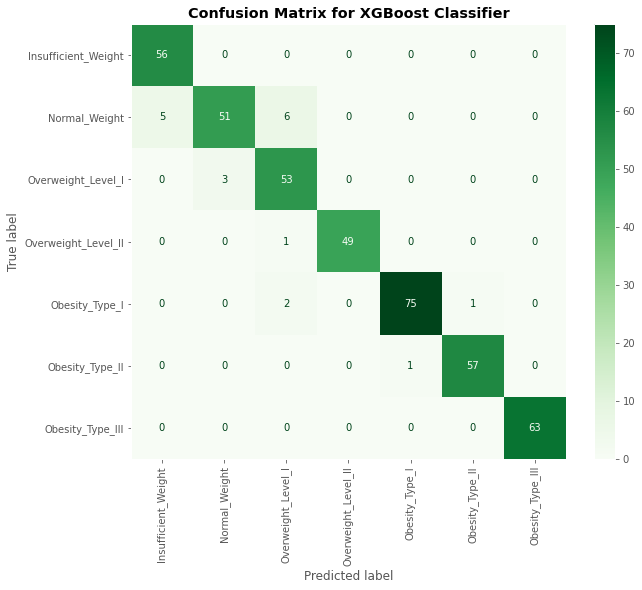 Confusion Matrix for XGBoost Classifier
True label
Insufficient_Weight 56 0 0 0 0 0 0
Normal_Weight 5 51 6 0 0 0 0
Overweight_Level_I 0 3 53 0 0 0 0
Overweight_Level_II 0 0 1 49 0 0 0
Obesity_Type_I 0 0 2 0 75 1 0
Obesity_Type_II 0 0 0 0 1 57 0
Obesity_Type_III 0 0 0 0 0 0 63
Insufficient_Weight
Normal_Weight
Overweight_Level_I
Overweight_Level_II
Obesity_Type_I
Obesity_Type_II
Obesity_Type_III
Predicted label
70
60
50
40
30
20
10
0